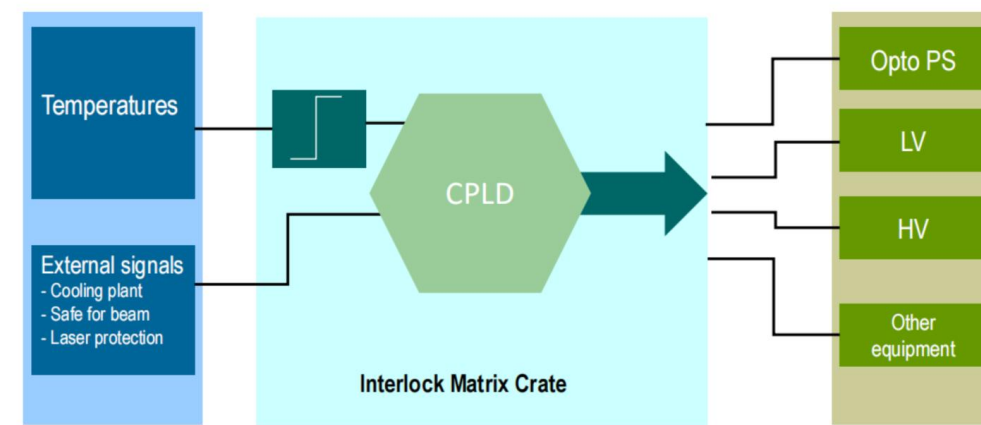 Temperatures
External signals
- Cooling plant
- Safe for beam
- Laser protection
CPLD
Interlock Matrix Crate
Opto PS
LV
HV
Other
equipment